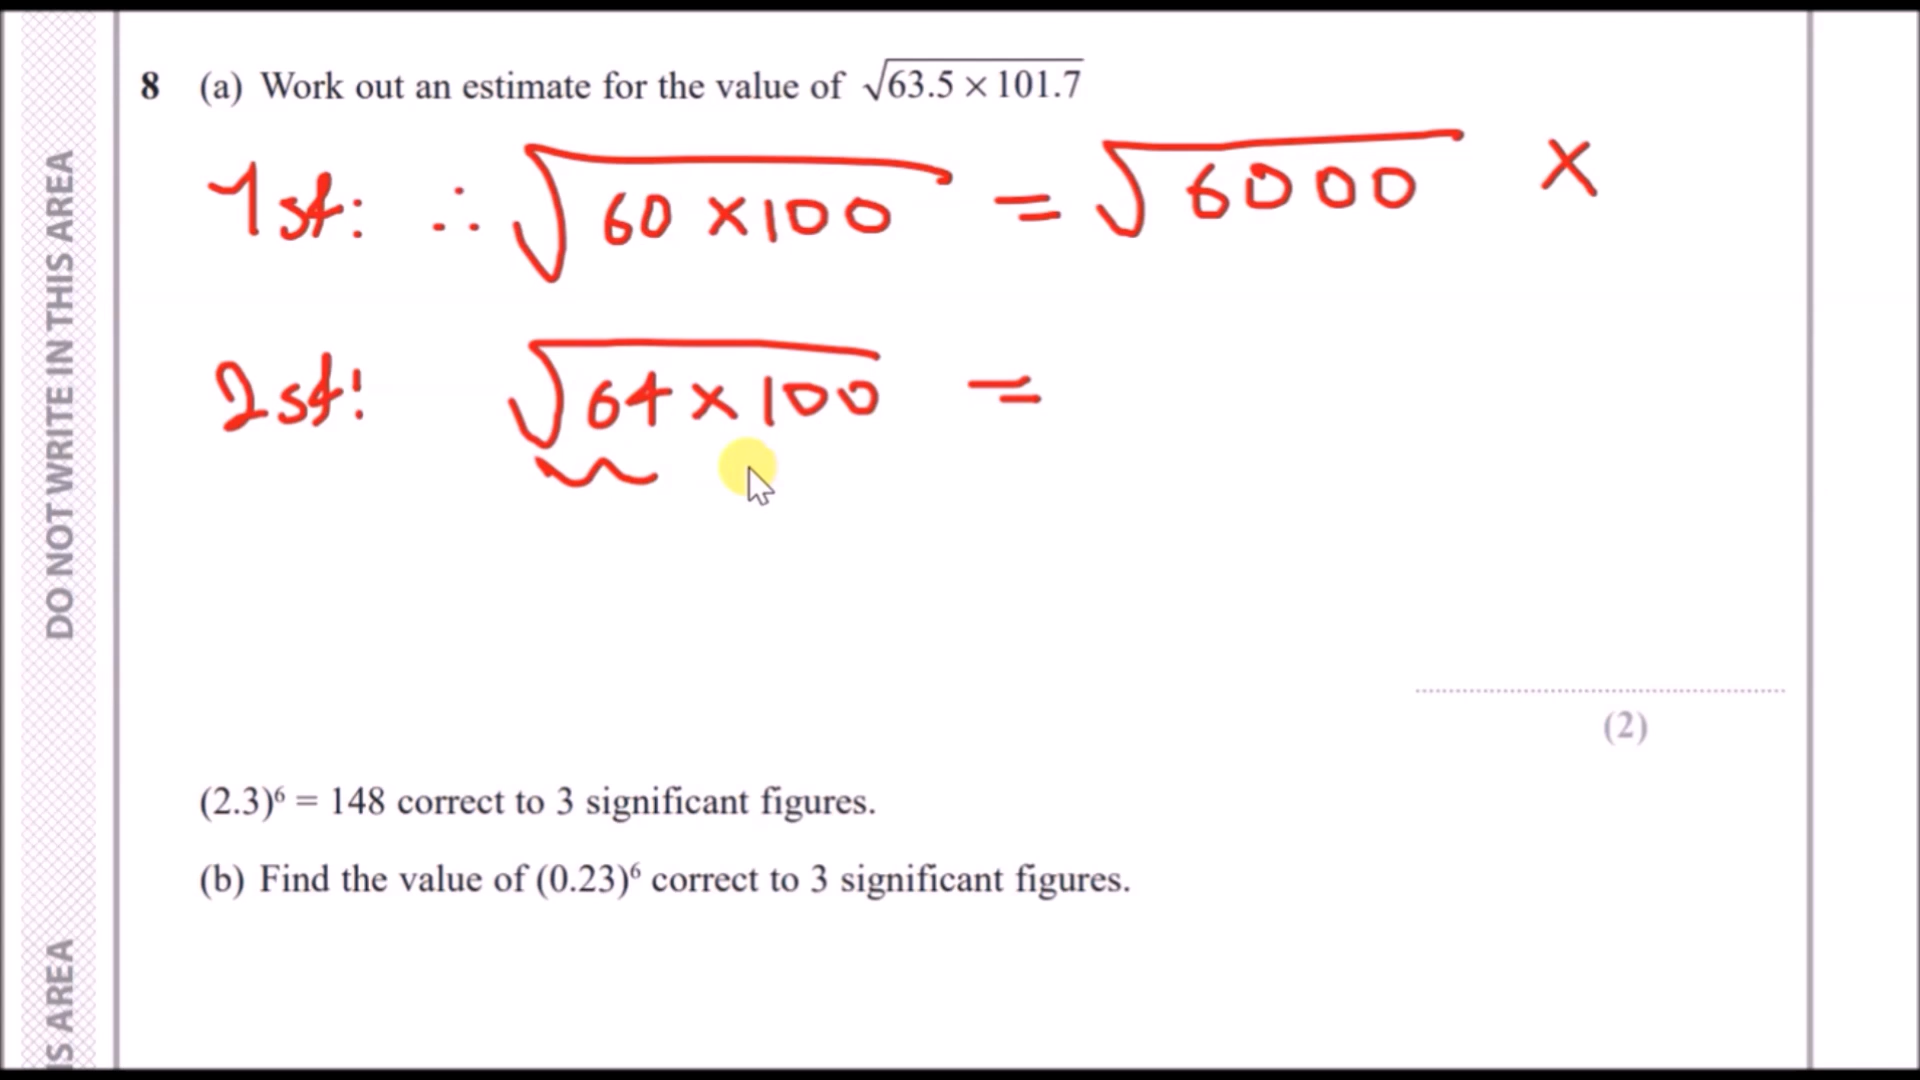 8 (a) Work out an estimate for the value of √63.5 × 101.7
1st: ∴ √60 × 100 = √6000 ×
2st: √64 × 100 =
(2)
(2.3)⁶ = 148 correct to 3 significant figures.
(b) Find the value of (0.23)⁶ correct to 3 significant figures.
DO NOT WRITE IN THIS AREA
IS AREA